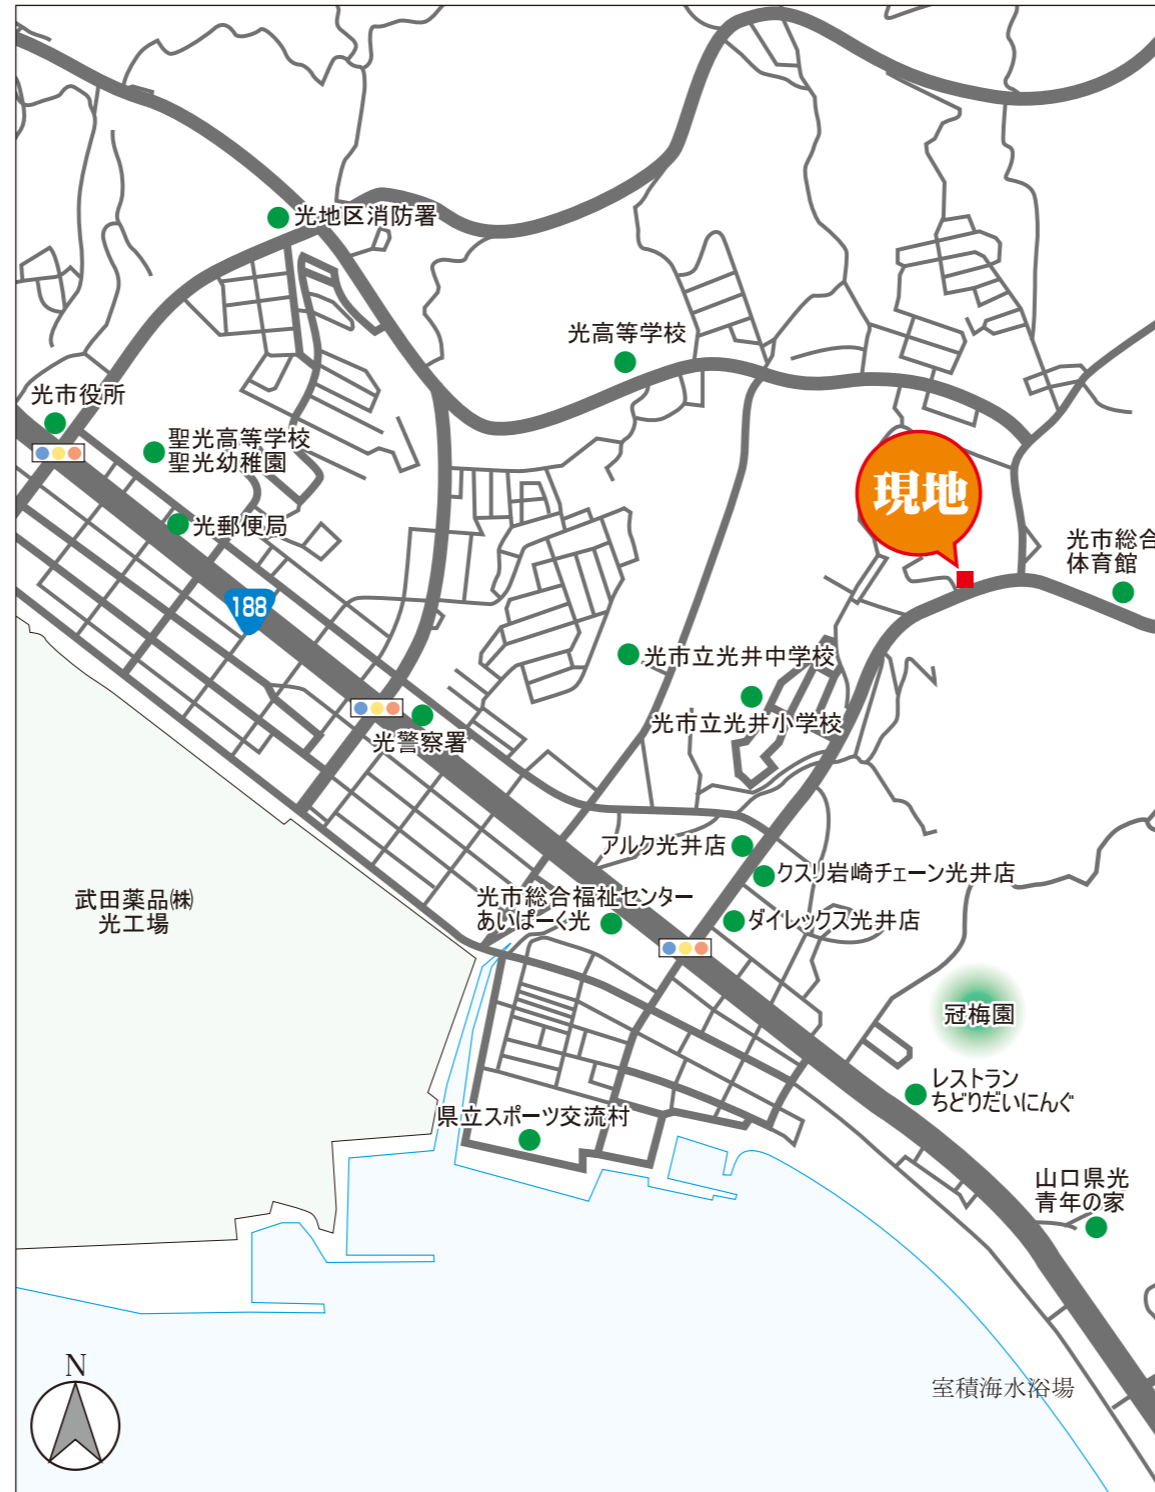 光地区消防署
光高等学校
光市役所
聖光高等学校
聖光幼稚園
現地
光郵便局
光市総合
体育館
188
光市立光井中学校
光市立光井小学校
光警察署
アルク光井店
クスリ岩崎チェーン光井店
武田薬品㈱
光工場
光市総合福祉センター
あいぱーく光
ダイレックス光井店
冠梅園
レストラン
ちどりだいにんぐ
県立スポーツ交流村
山口県光
青年の家
N
室積海水浴場